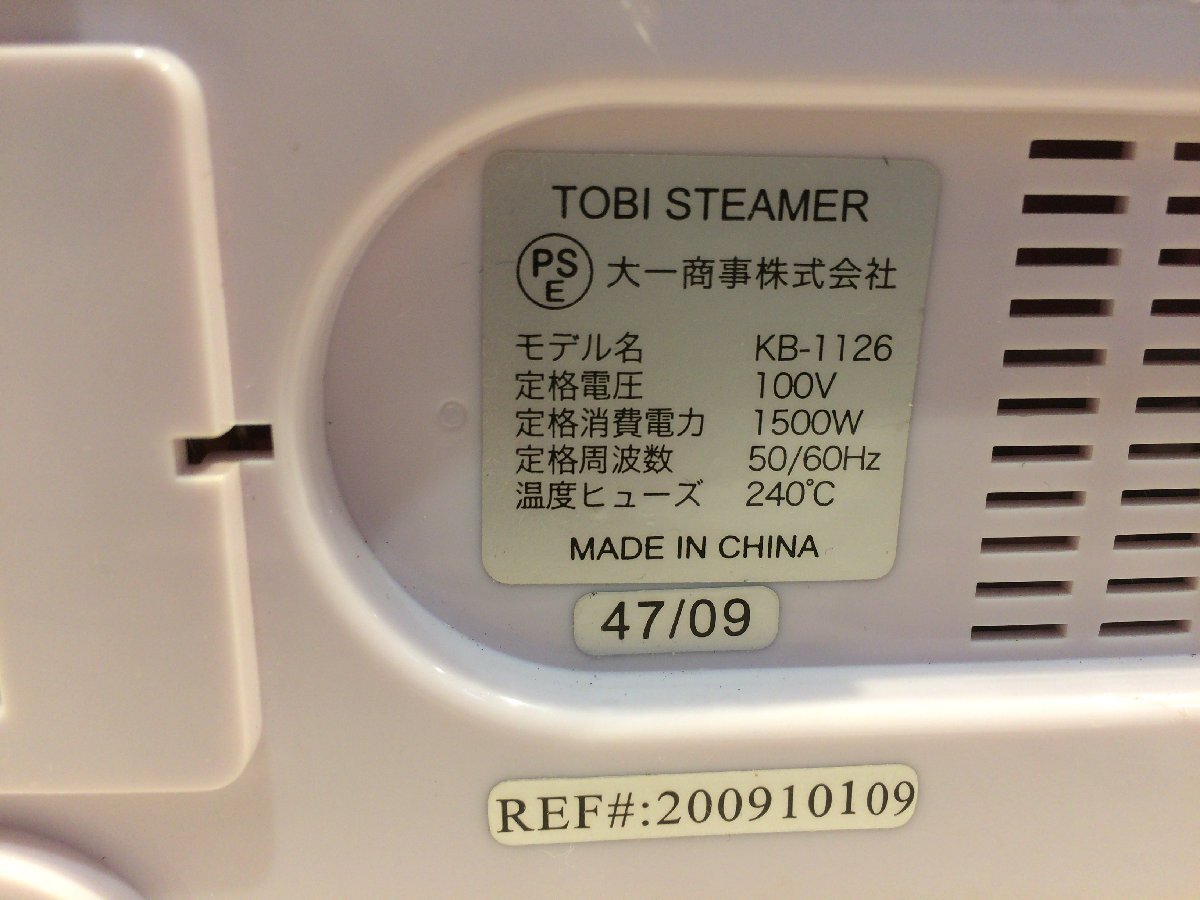 TOBI STEAMER
PSE 大一商事株式会社
モデル名 KB-1126
定格電圧 100V
定格消費電力 1500W
定格周波数 50/60Hz
温度ヒューズ 240℃
MADE IN CHINA
47/09
REF#:200910109